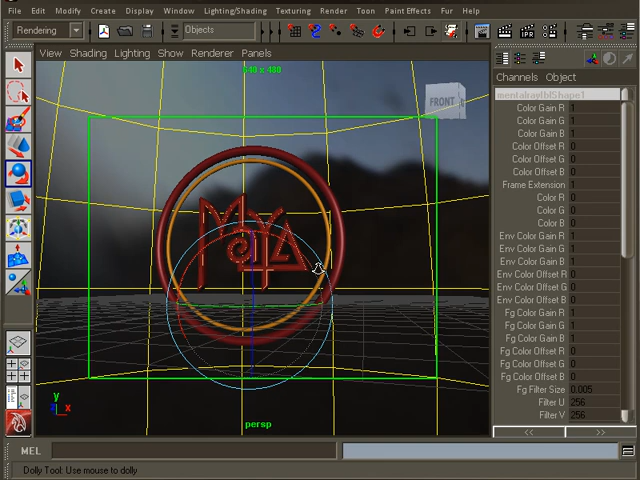 File Edit Modify Create Display Window Lighting/Shading Texturing Render Toon Paint Effects Fur Help
Rendering Objects IPR
View Shading Lighting Show Renderer Panels
640 x 480
FRONT
Maya
y
z x
persp
Channels Object
mentalrayIblShape1
Color Gain R 1
Color Gain G 1
Color Gain B 1
Color Offset R 0
Color Offset G 0
Color Offset B 0
Frame Extension 1
Color R 0
Color G 0
Color B 0
Env Color Gain R 1
Env Color Gain G 1
Env Color Gain B 1
Env Color Offset R 0
Env Color Offset G 0
Env Color Offset B 0
Fg Color Gain R 1
Fg Color Gain G 1
Fg Color Gain B 1
Fg Color Offset R 0
Fg Color Offset G 0
Fg Color Offset B 0
Fg Filter Size 0.005
Filter U 256
Filter V 256
<< >>
MEL
Dolly Tool: Use mouse to dolly